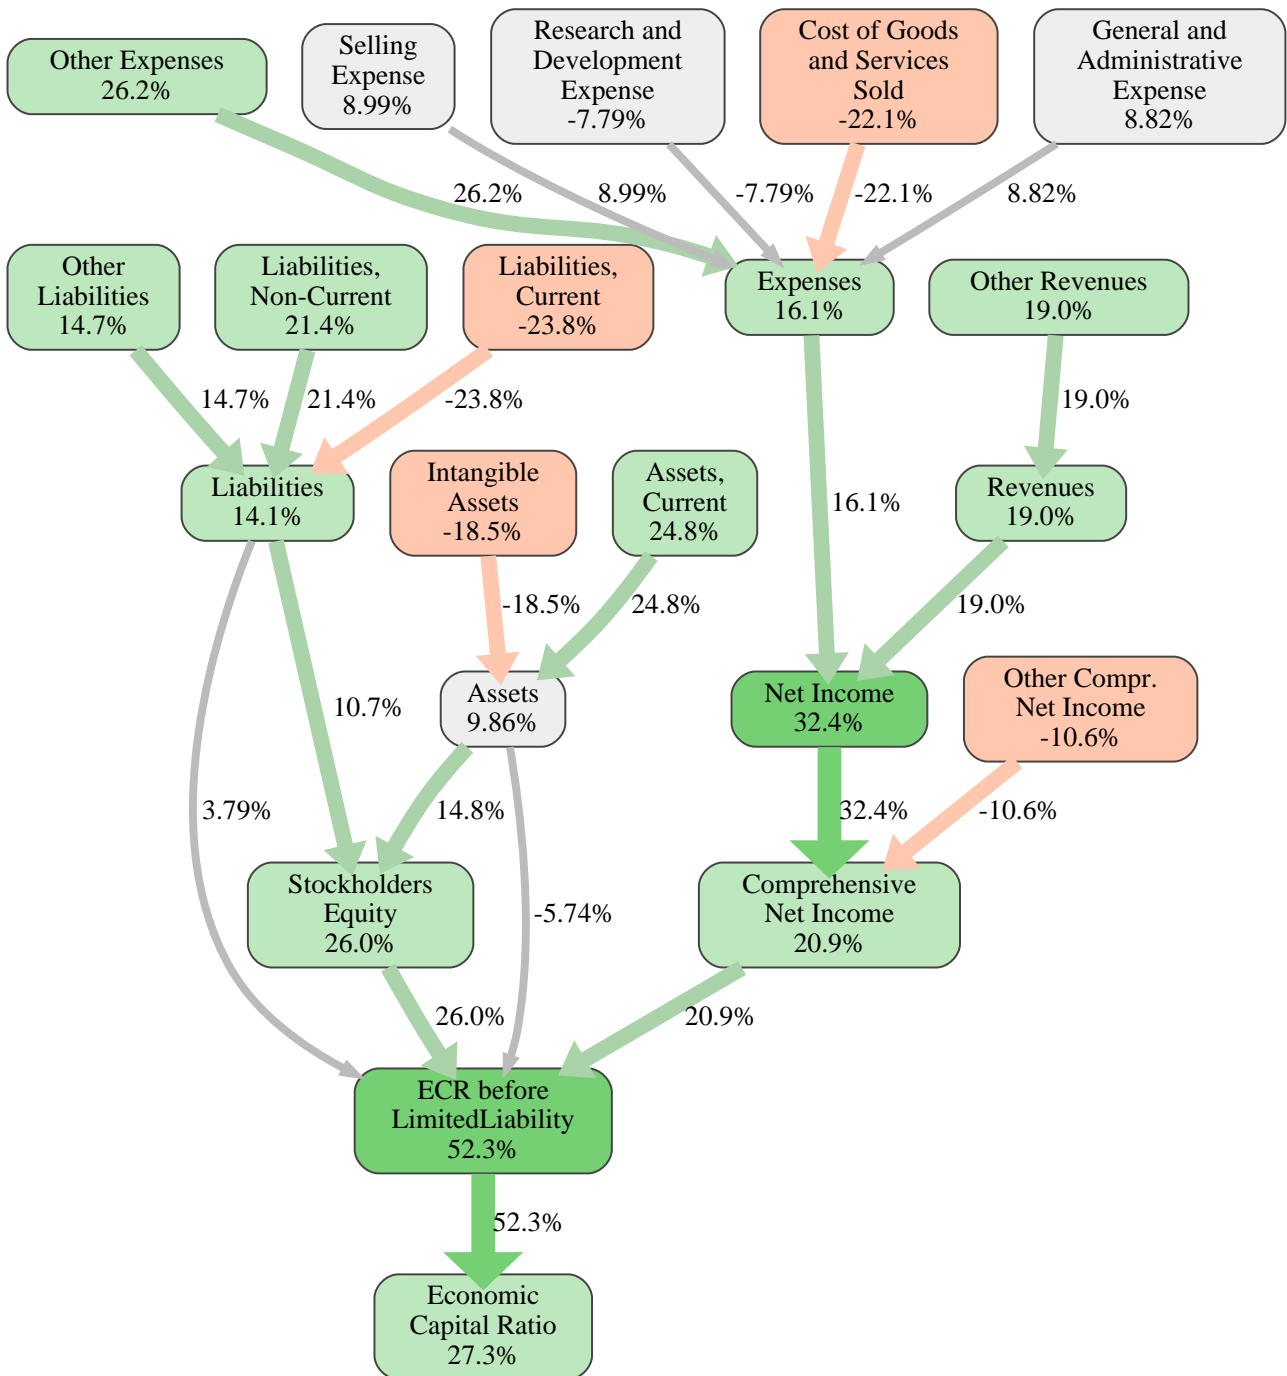 Other Expenses
26.2%
Selling
Expense
8.99%
Research and
Development
Expense
-7.79%
Cost of Goods
and Services
Sold
-22.1%
General and
Administrative
Expense
8.82%
26.2%
8.99%
-7.79%
-22.1%
8.82%
Other
Liabilities
14.7%
Liabilities,
Non-Current
21.4%
Liabilities,
Current
-23.8%
Expenses
16.1%
Other Revenues
19.0%
14.7%
21.4%
-23.8%
19.0%
Liabilities
14.1%
Intangible
Assets
-18.5%
Assets,
Current
24.8%
16.1%
Revenues
19.0%
-18.5%
24.8%
19.0%
10.7%
Assets
9.86%
Net Income
32.4%
Other Compr.
Net Income
-10.6%
3.79%
14.8%
32.4%
-10.6%
Stockholders
Equity
26.0%
-5.74%
Comprehensive
Net Income
20.9%
26.0%
20.9%
ECR before
LimitedLiability
52.3%
52.3%
Economic
Capital Ratio
27.3%